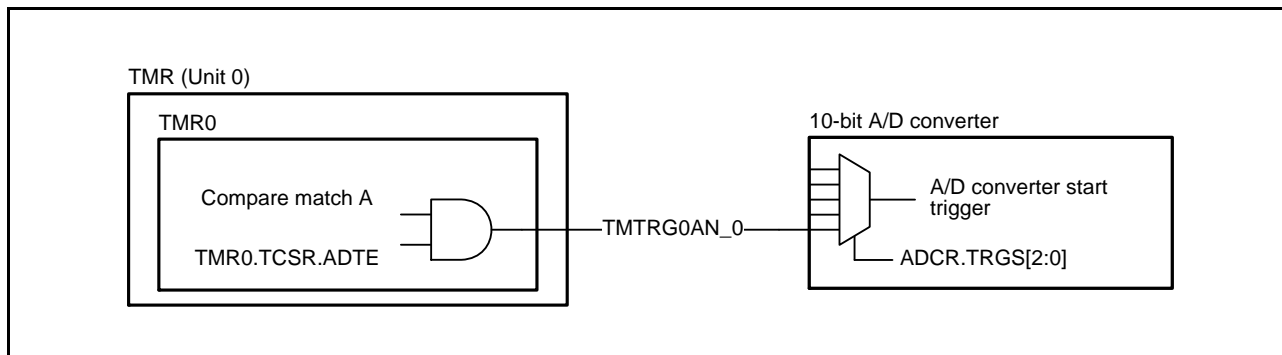 TMR (Unit 0)
TMR0
Compare match A
TMR0.TCSR.ADTE
TMTRG0AN_0
10-bit A/D converter
A/D converter start
trigger
ADCR.TRGS[2:0]